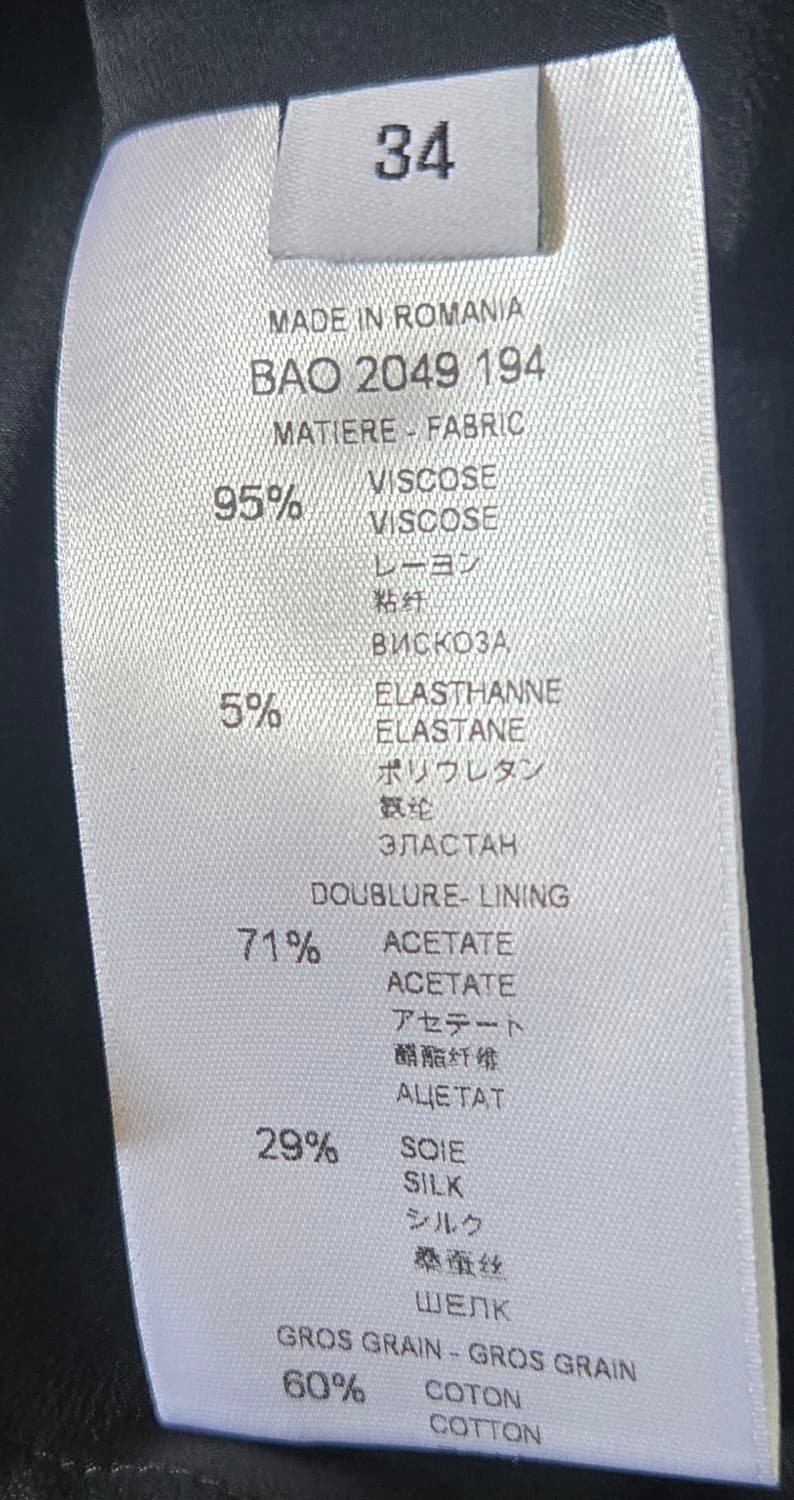 34
MADE IN ROMANIA
BAO 2049 194
MATIERE - FABRIC
95% VISCOSE
VISCOSE
レーヨン
粘纤
ВИСКОЗА
5% ELASTHANNE
ELASTANE
ポリウレタン
氨纶
ЭЛАСТАН
DOUBLURE- LINING
71% ACETATE
ACETATE
アセテート
醋酯纤维
АЦЕТАТ
29% SOIE
SILK
シルク
桑蚕丝
ШЕЛК
GROS GRAIN - GROS GRAIN
60% COTON
COTTON